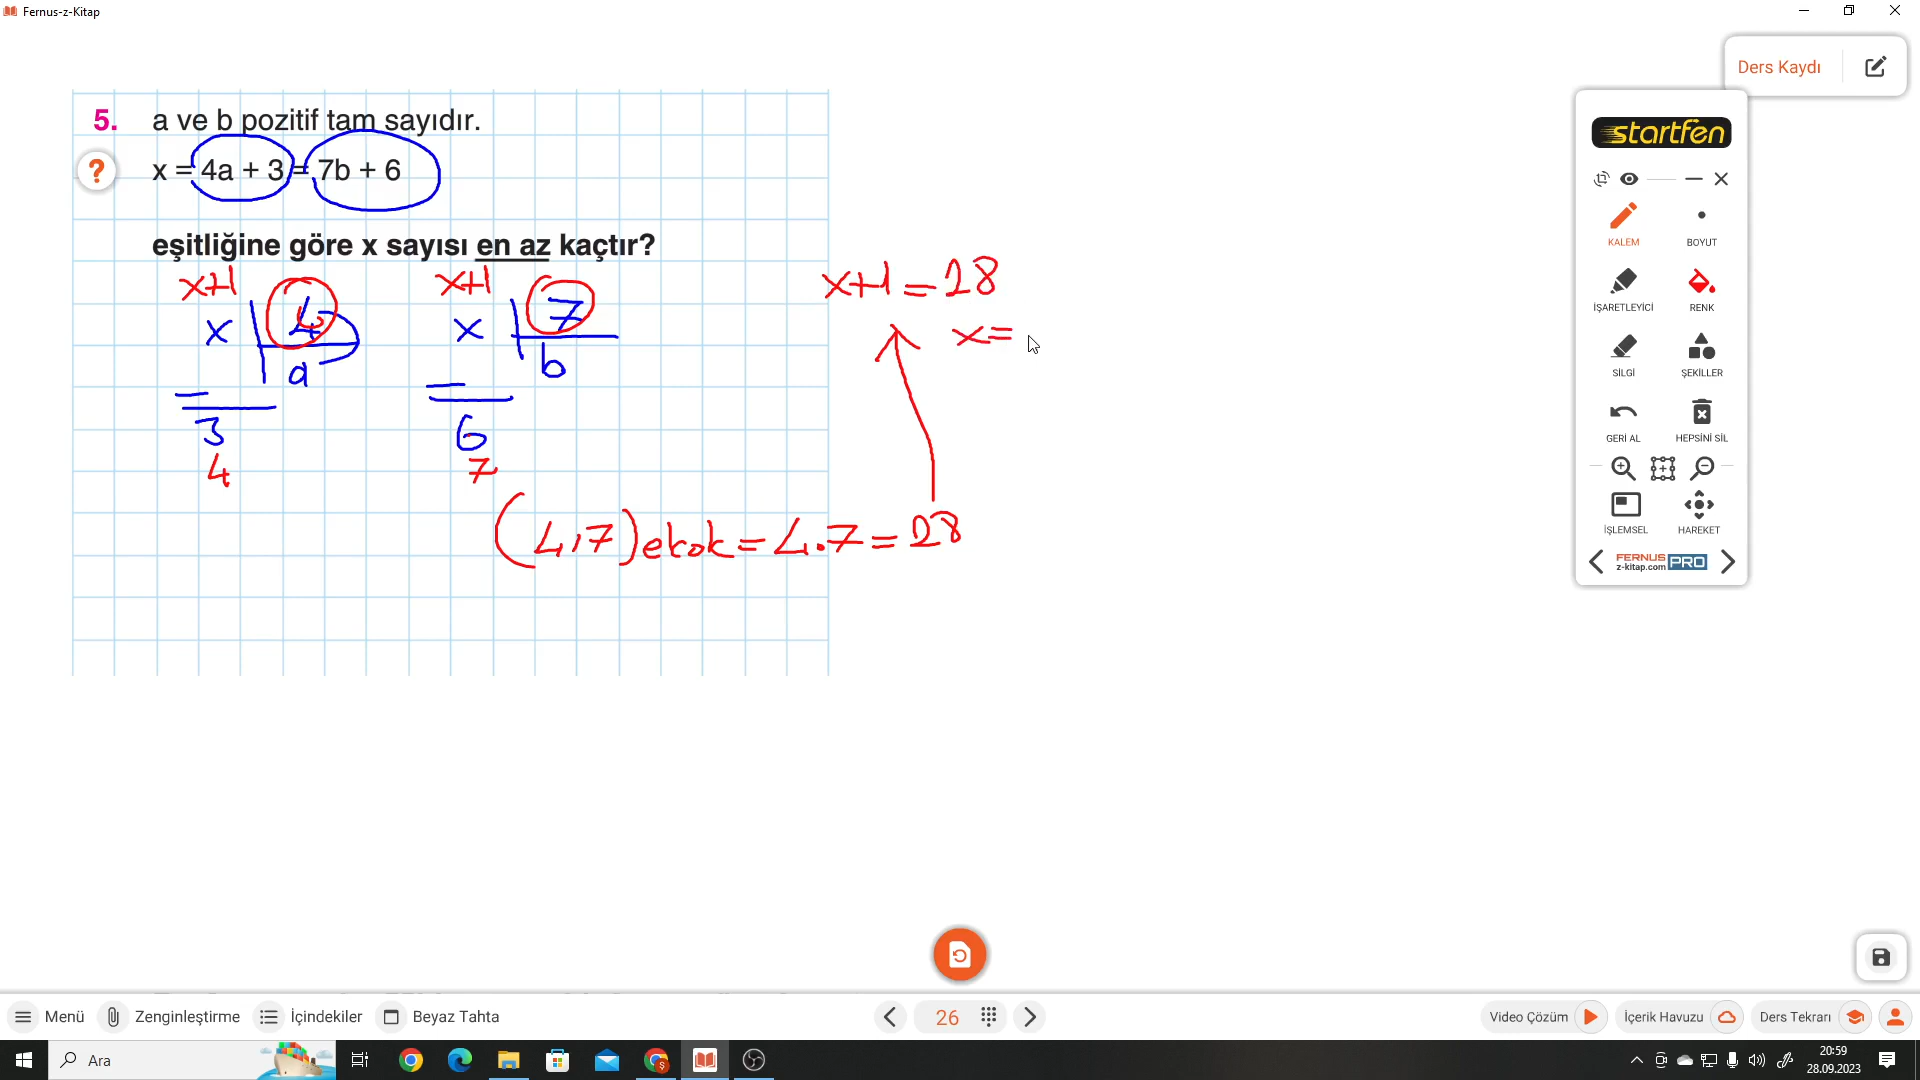 Fernus-z-Kitap
Ders Kaydı
5. a ve b pozitif tam sayıdır.
? x = 4a + 3 = 7b + 6
eşitliğine göre x sayısı en az kaçtır?
x+1 x+1 x+1=28
x 4 x 7 x=
a b
3 6
4 7
(4,7)ekok=4.7=28
startfen
KALEM BOYUT
İŞARETLEYİCİ RENK
SİLGİ ŞEKİLLER
GERİ AL HEPSİNİ SİL
İŞLEMSEL HAREKET
FERNUS
z-kitap.com PRO
Menü Zenginleştirme İçindekiler Beyaz Tahta 26 Video Çözüm İçerik Havuzu Ders Tekrarı
Ara
20:59
28.09.2023